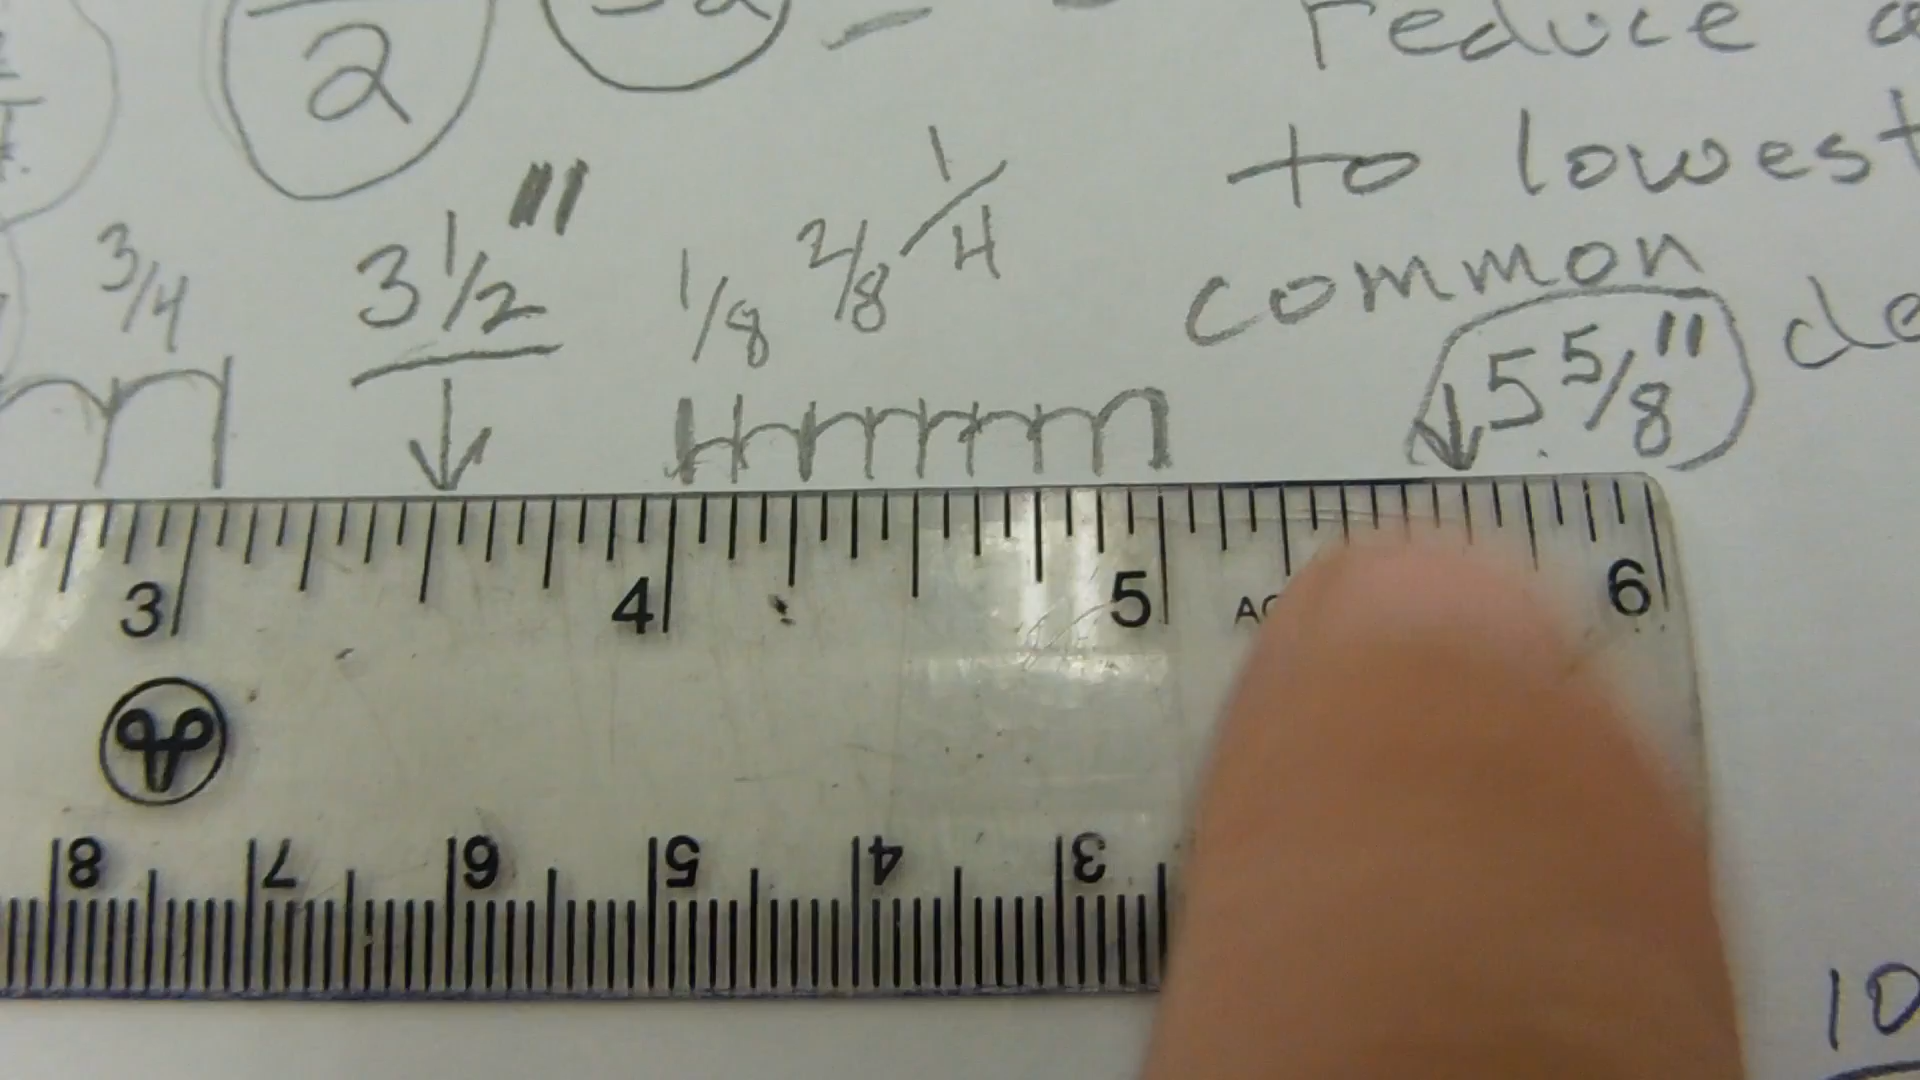 2
reduce
to lowest
3/4 3 1/2" 1/8 2/8 1/4
common
5 5/8"
3 4 5 6
8 7 6 5 4 3
10